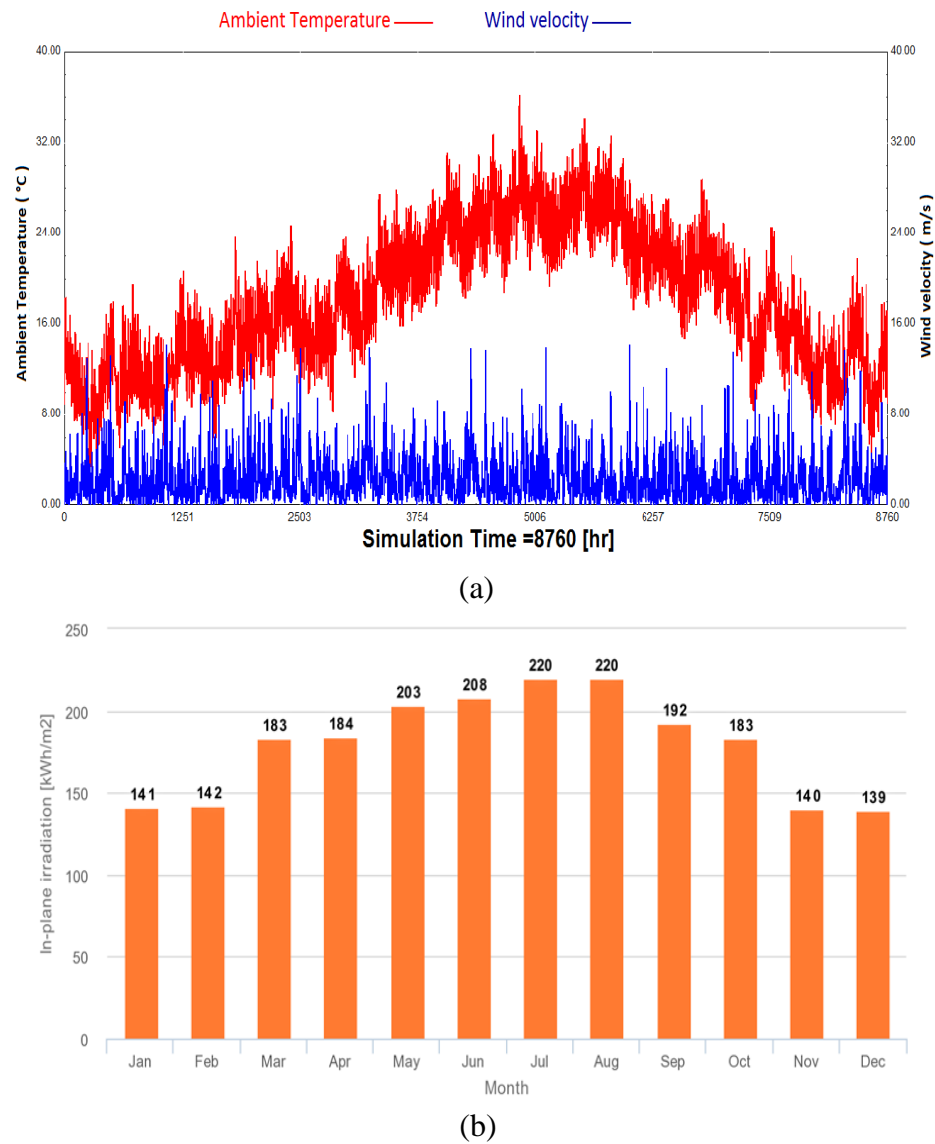 Ambient Temperature Wind velocity
40.00 40.00
32.00 32.00
24.00 24.00
16.00 16.00
8.00 8.00
0.00 0.00
Ambient Temperature ( °C )
Wind velocity ( m/s )
0 1251 2503 3754 5006 6257 7509 8760
Simulation Time =8760 [hr]
(a)
250
200
150
100
50
0
In-plane irradiation [kWh/m2]
141 142 183 184 203 208 220 220 192 183 140 139
Jan Feb Mar Apr May Jun Jul Aug Sep Oct Nov Dec
Month
(b)